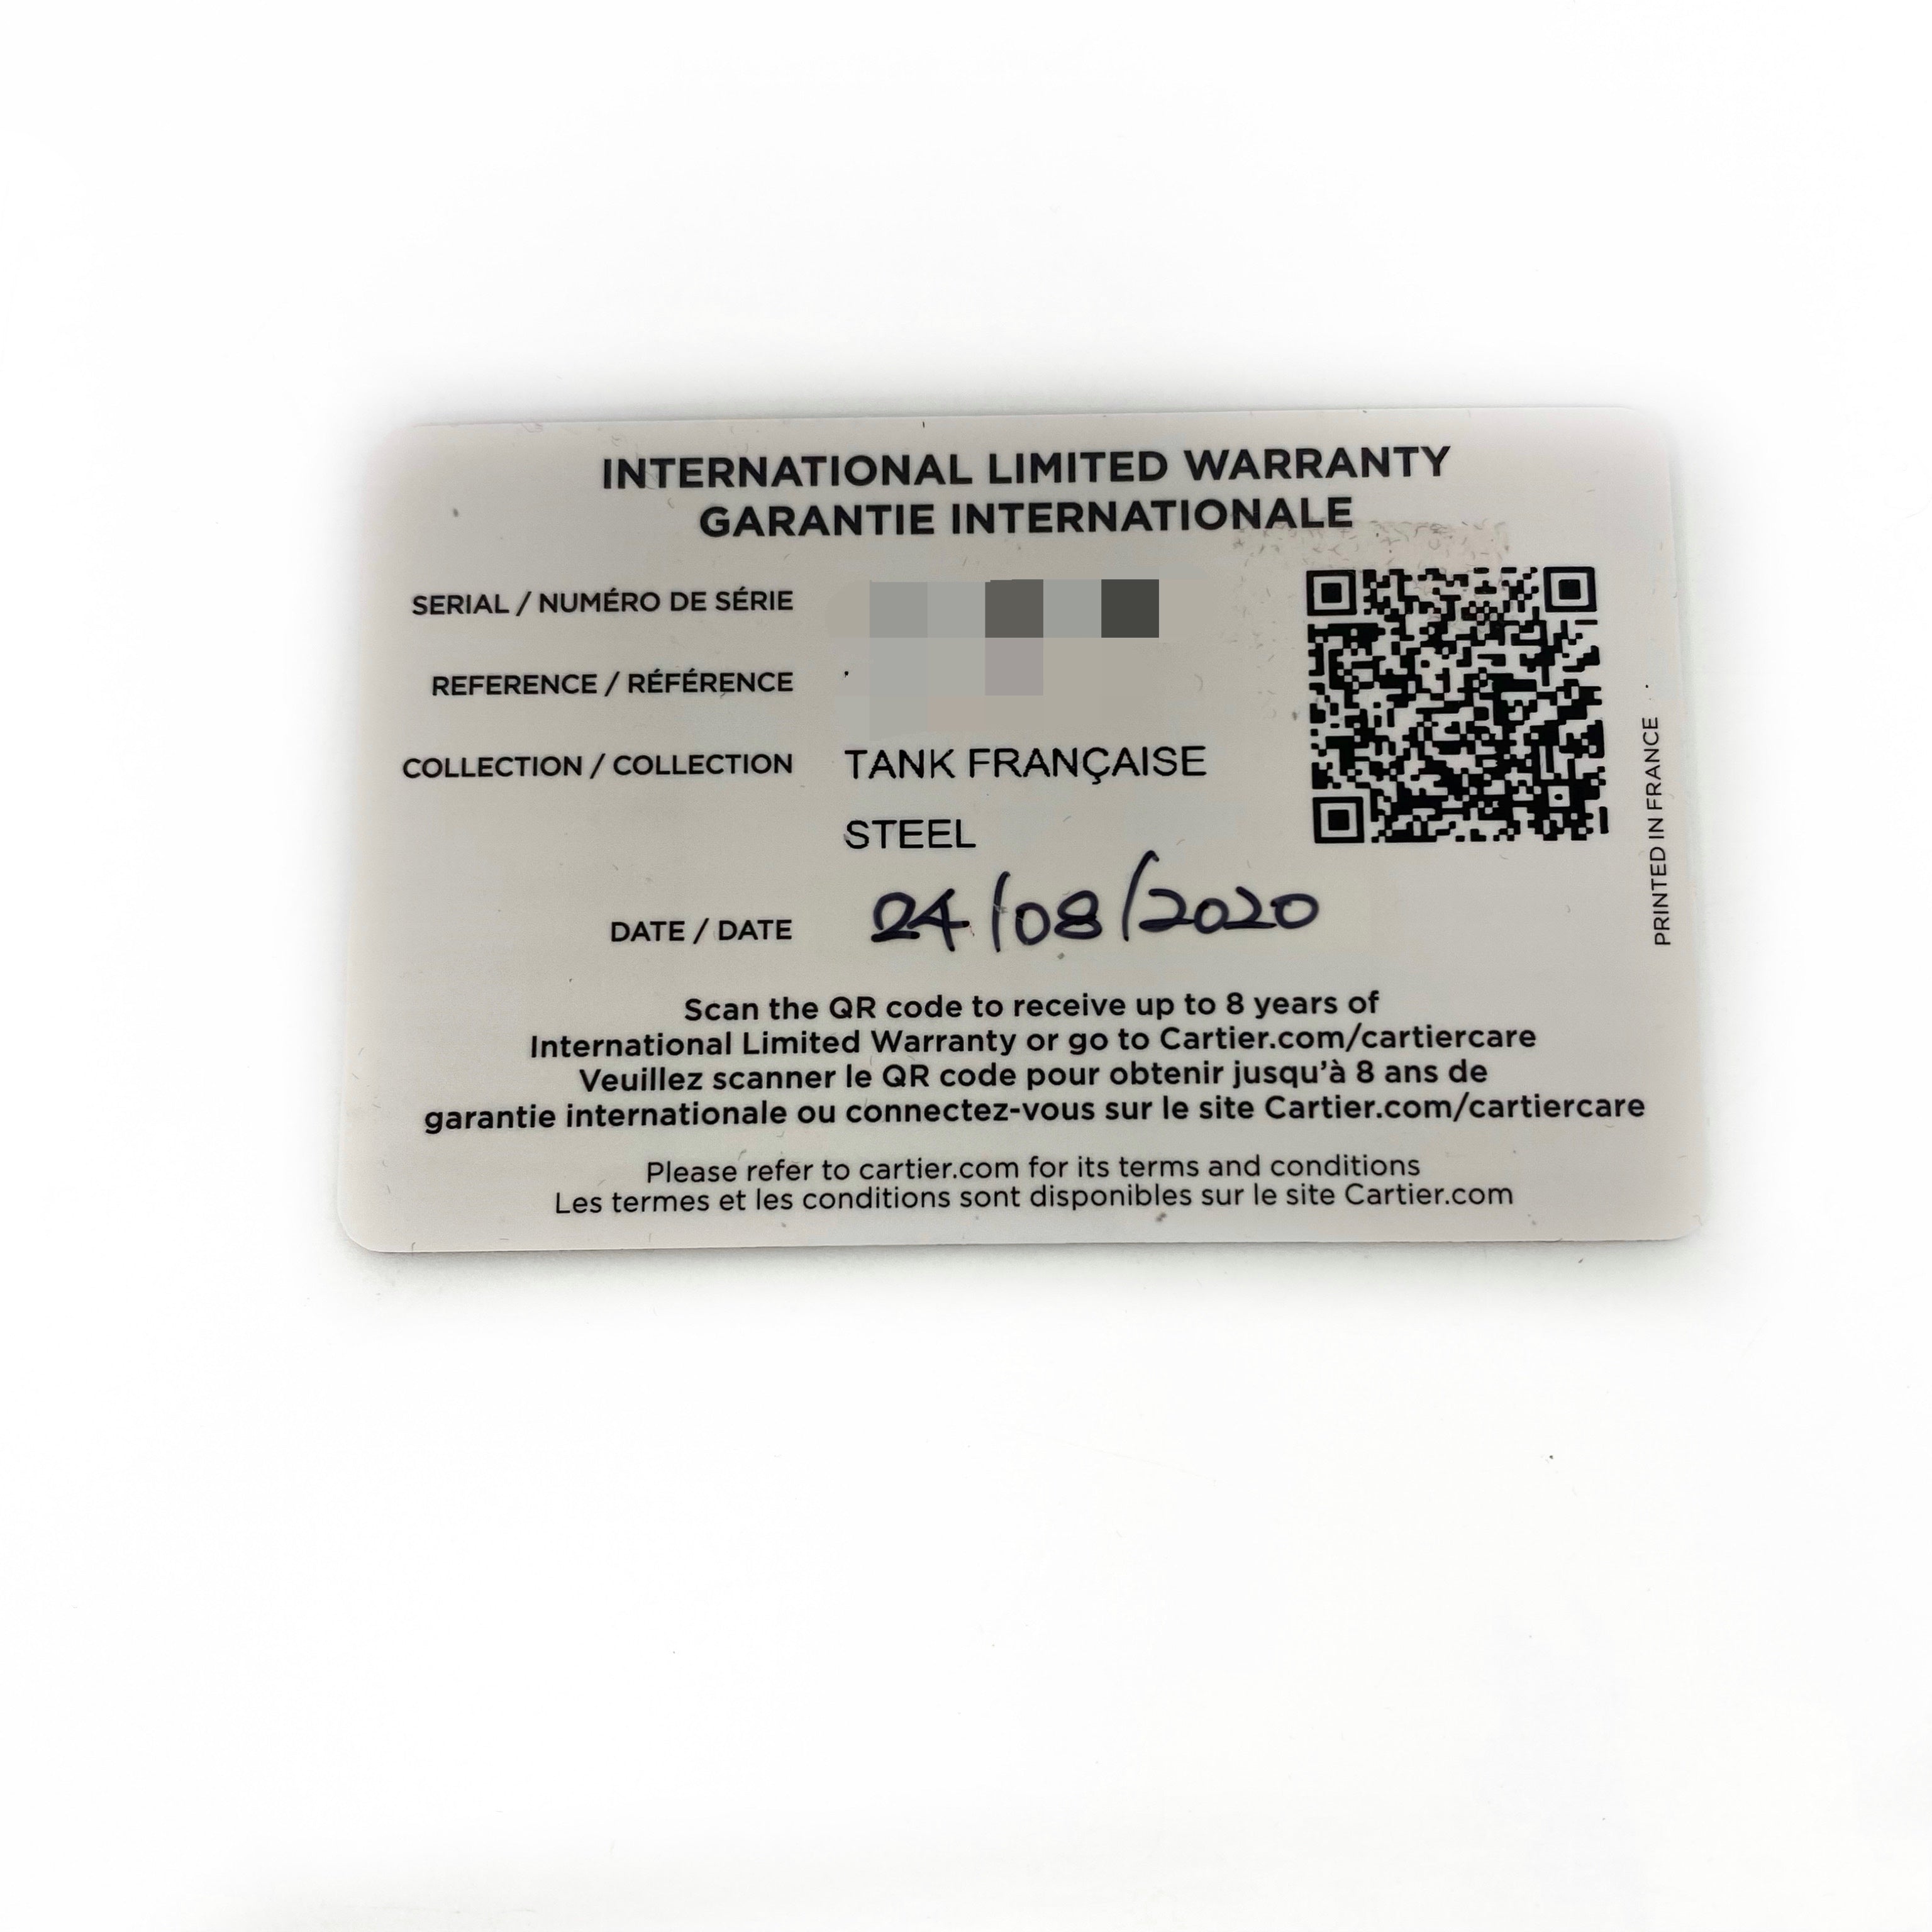 INTERNATIONAL LIMITED WARRANTY
GARANTIE INTERNATIONALE
SERIAL / NUMÉRO DE SÉRIE
REFERENCE / RÉFÉRENCE
COLLECTION / COLLECTION TANK FRANÇAISE
STEEL
DATE / DATE 24/08/2020
PRINTED IN FRANCE
Scan the QR code to receive up to 8 years of
International Limited Warranty or go to Cartier.com/cartiercare
Veuillez scanner le QR code pour obtenir jusqu’à 8 ans de
garantie internationale ou connectez-vous sur le site Cartier.com/cartiercare
Please refer to cartier.com for its terms and conditions
Les termes et les conditions sont disponibles sur le site Cartier.com